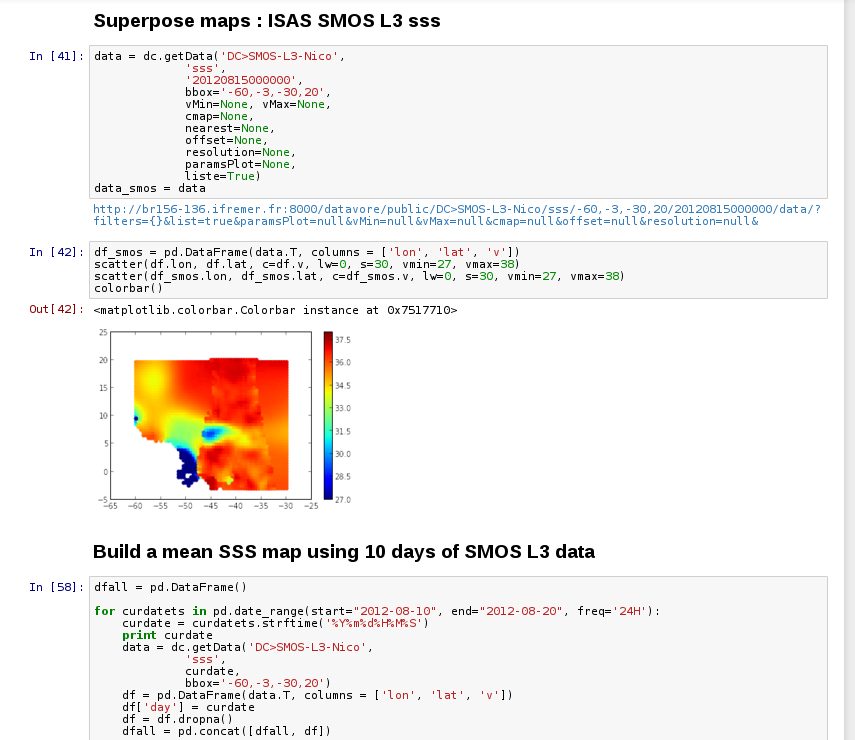 Superpose maps : ISAS SMOS L3 sss
In [41]:
data = dc.getData('DC>SMOS-L3-Nico',
'sss',
'20120815000000',
bbox='-60,-3,-30,20',
vMin=None, vMax=None,
cmap=None,
nearest=None,
offset=None,
resolution=None,
paramsPlot=None,
liste=True)
data_smos = data
http://br156-136.ifremer.fr:8000/datavore/public/DC>SMOS-L3-Nico/sss/-60,-3,-30,20/20120815000000/data/?
filters={}&list=true&paramsPlot=null&vMin=null&vMax=null&cmap=null&offset=null&resolution=null&
In [42]:
df_smos = pd.DataFrame(data.T, columns = ['lon', 'lat', 'v'])
scatter(df.lon, df.lat, c=df.v, lw=0, s=30, vmin=27, vmax=38)
scatter(df_smos.lon, df_smos.lat, c=df_smos.v, lw=0, s=30, vmin=27, vmax=38)
colorbar()
Out[42]: <matplotlib.colorbar.Colorbar instance at 0x7517710>
25
20
15
10
5
0
−5
−65 −60 −55 −50 −45 −40 −35 −30 −25
37.5
36.0
34.5
33.0
31.5
30.0
28.5
27.0
Build a mean SSS map using 10 days of SMOS L3 data
In [58]:
dfall = pd.DataFrame()
for curdatets in pd.date_range(start="2012-08-10", end="2012-08-20", freq='24H'):
curdate = curdatets.strftime('%Y%m%d%H%M%S')
print curdate
data = dc.getData('DC>SMOS-L3-Nico',
'sss',
curdate,
bbox='-60,-3,-30,20')
df = pd.DataFrame(data.T, columns = ['lon', 'lat', 'v'])
df['day'] = curdate
df = df.dropna()
dfall = pd.concat([dfall, df])